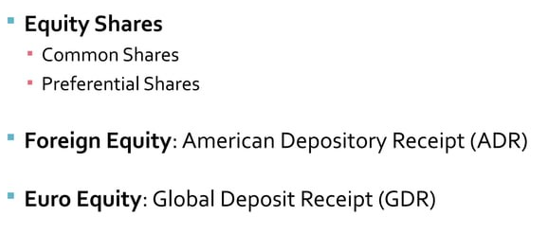 Equity Shares
Common Shares
Preferential Shares
Foreign Equity: American Depository Receipt (ADR)
Euro Equity: Global Deposit Receipt (GDR)